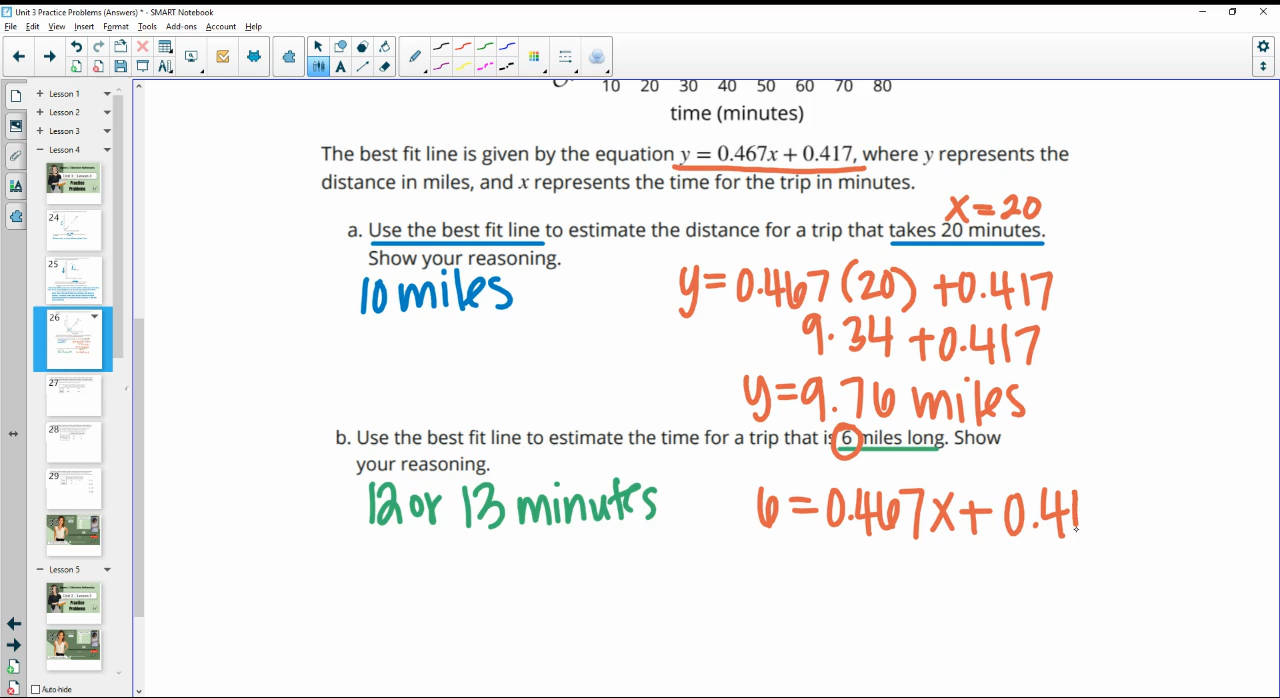 Unit 3 Practice Problems (Answers) * - SMART Notebook
File Edit View Insert Format Tools Add-ons Account Help
Lesson 1
Lesson 2
Lesson 3
Lesson 4
24
25
26
27
28
29
Lesson 5
Auto-hide
10 20 30 40 50 60 70 80
time (minutes)
The best fit line is given by the equation y = 0.467x + 0.417, where y represents the
distance in miles, and x represents the time for the trip in minutes.
x = 20
a. Use the best fit line to estimate the distance for a trip that takes 20 minutes.
Show your reasoning.
10 miles
y = 0.467 (20) + 0.417
9.34 + 0.417
y = 9.76 miles
b. Use the best fit line to estimate the time for a trip that is 6 miles long. Show
your reasoning.
12 or 13 minutes
6 = 0.467x + 0.41